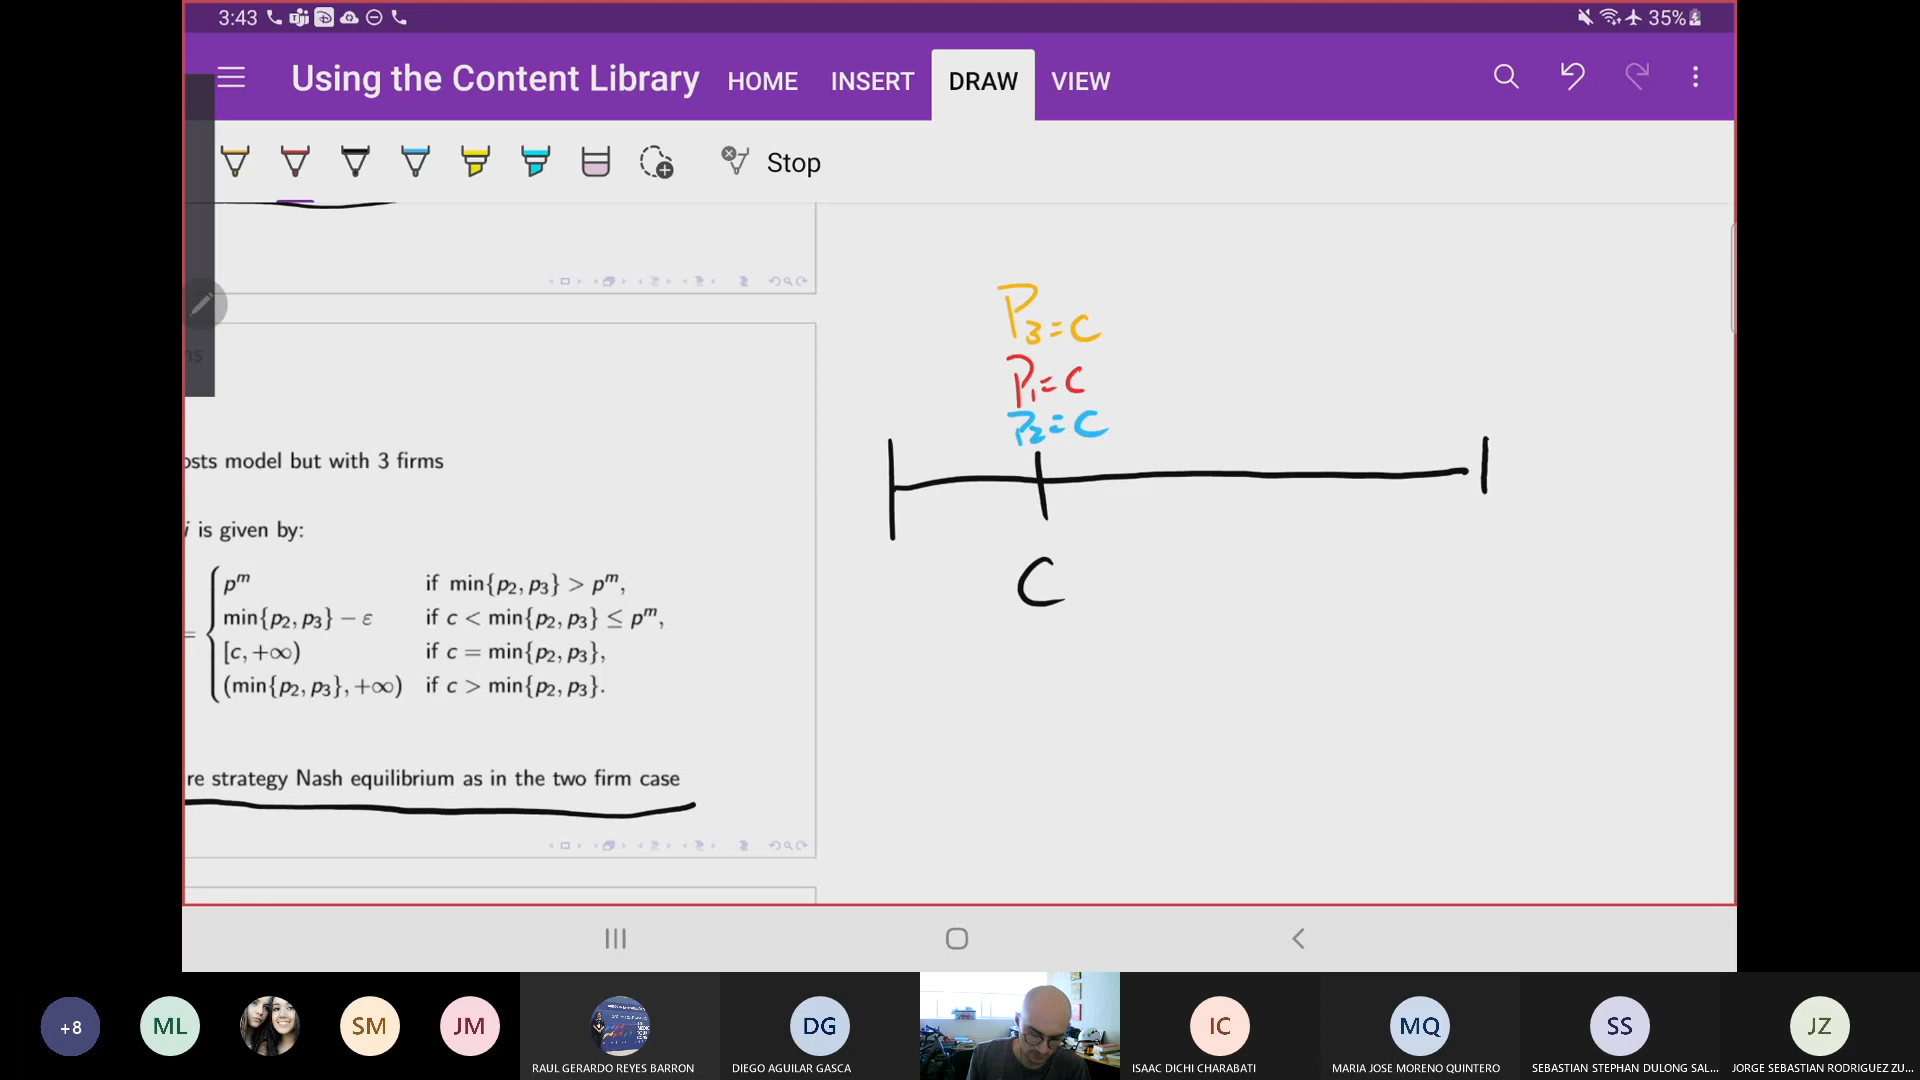 3:43 35%
Using the Content Library HOME INSERT DRAW VIEW
Stop
ns
osts model but with 3 firms
i is given by:
= { p^m if min{p₂, p₃} > p^m,
min{p₂, p₃} − ε if c < min{p₂, p₃} ≤ p^m,
[c, +∞) if c = min{p₂, p₃},
(min{p₂, p₃}, +∞) if c > min{p₂, p₃}.
re strategy Nash equilibrium as in the two firm case
P₃ = C
P₁ = C
P₂ = C
C
+8 ML SM JM DG IC MQ SS JZ
RAUL GERARDO REYES BARRON DIEGO AGUILAR GASCA ISAAC DICHI CHARABATI MARIA JOSE MORENO QUINTERO SEBASTIAN STEPHAN DULONG SAL... JORGE SEBASTIAN RODRIGUEZ ZU...